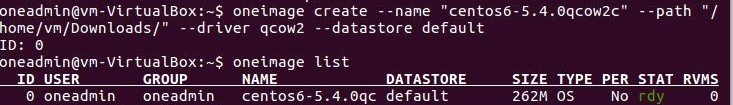 oneadmin@vm-VirtualBox:~$ oneimage create --name "centos6-5.4.0qcow2c" --path "/
home/vm/Downloads/" --driver qcow2 --datastore default
ID: 0
oneadmin@vm-VirtualBox:~$ oneimage list
ID USER GROUP NAME DATASTORE SIZE TYPE PER STAT RVMS
0 oneadmin oneadmin centos6-5.4.0qc default 262M OS No rdy 0